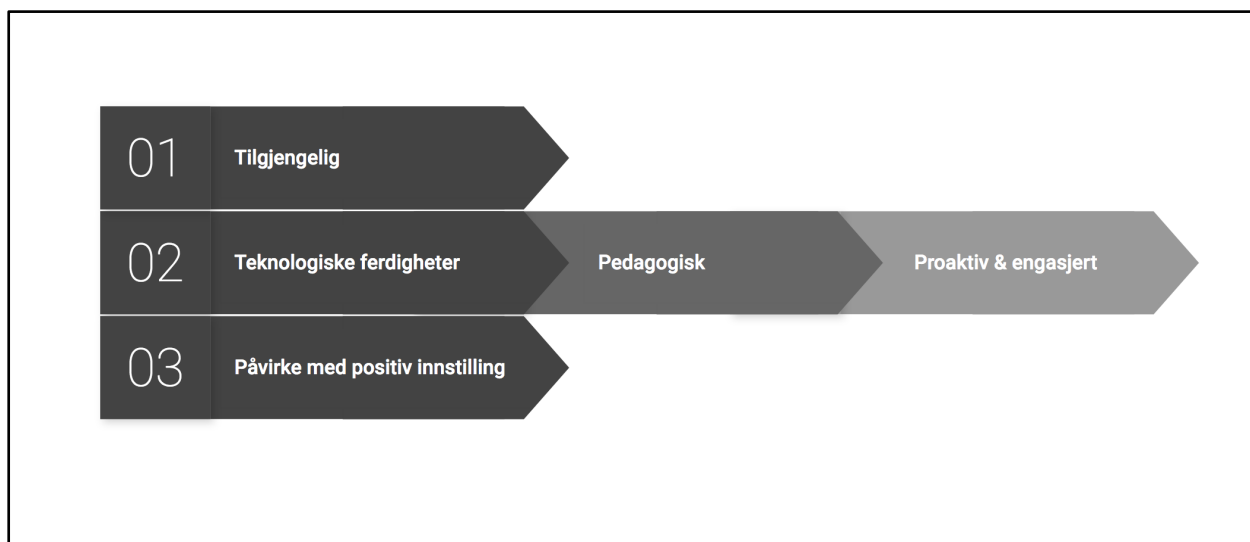 01 Tilgjengelig
02 Teknologiske ferdigheter Pedagogisk Proaktiv & engasjert
03 Påvirke med positiv innstilling